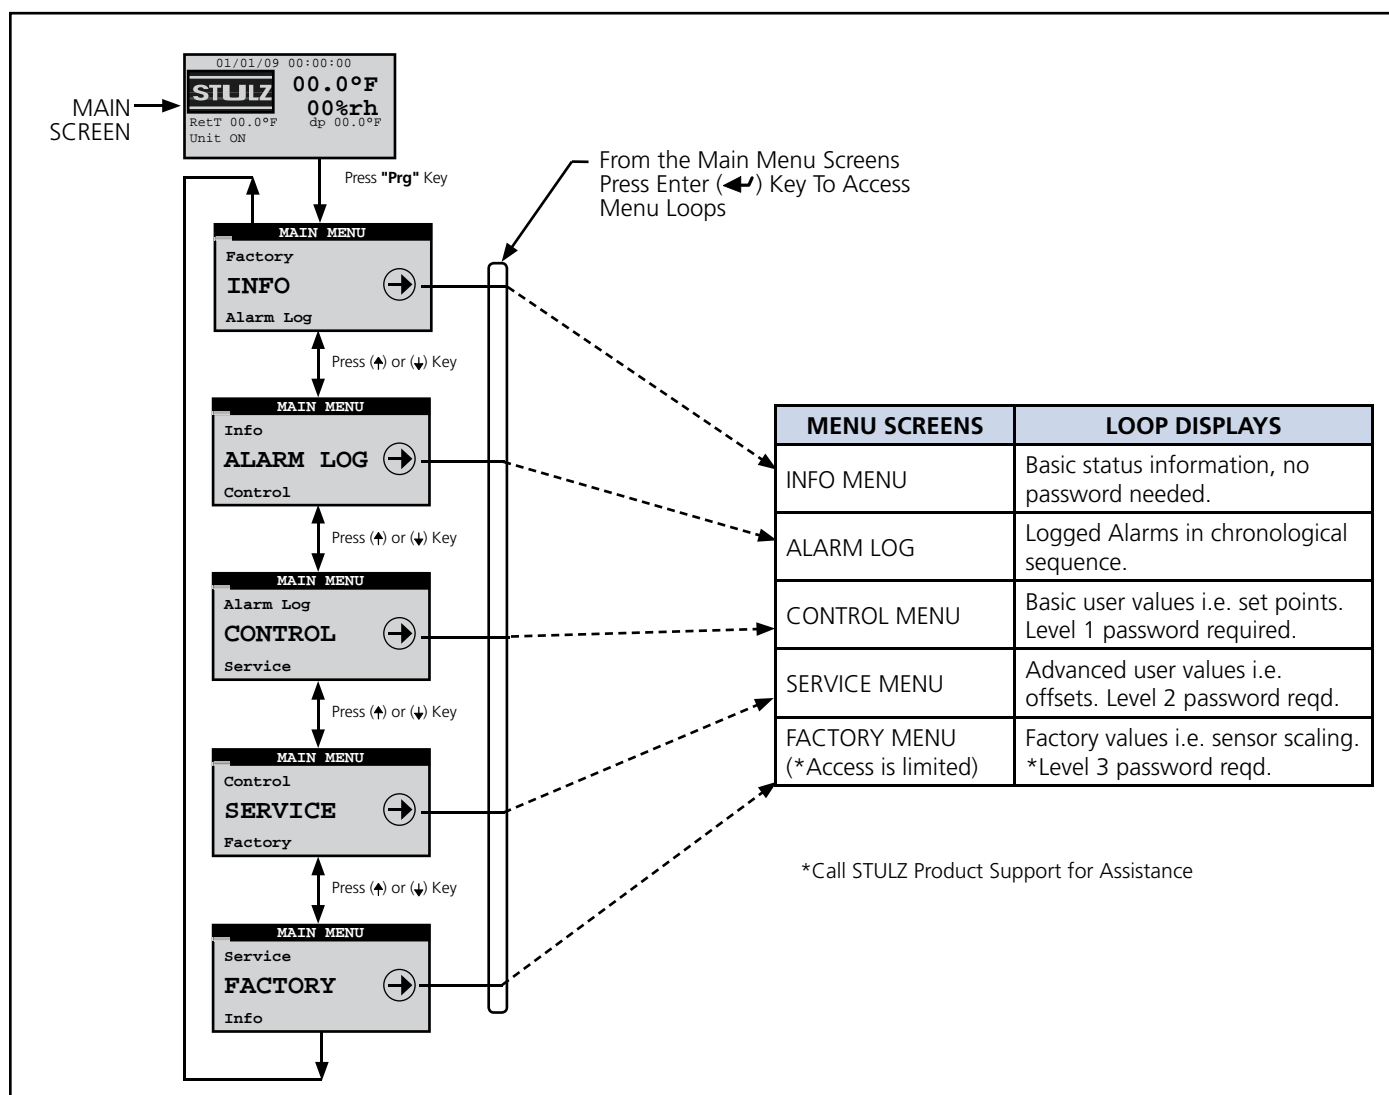 01/01/09 00:00:00
STULZ
00.0°F
00%rh
RetT 00.0°F dp 00.0°F
Unit ON
MAIN
SCREEN
Press "Prg" Key
From the Main Menu Screens
Press Enter (↵) Key To Access
Menu Loops
MAIN MENU
Factory
INFO
Alarm Log
Press (↑) or (↓) Key
MAIN MENU
Info
ALARM LOG
Control
Press (↑) or (↓) Key
MAIN MENU
Alarm Log
CONTROL
Service
Press (↑) or (↓) Key
MAIN MENU
Control
SERVICE
Factory
Press (↑) or (↓) Key
MAIN MENU
Service
FACTORY
Info
MENU SCREENS LOOP DISPLAYS
INFO MENU
Basic status information, no
password needed.
ALARM LOG
Logged Alarms in chronological
sequence.
CONTROL MENU
Basic user values i.e. set points.
Level 1 password required.
SERVICE MENU
Advanced user values i.e.
offsets. Level 2 password reqd.
FACTORY MENU
(*Access is limited)
Factory values i.e. sensor scaling.
*Level 3 password reqd.
*Call STULZ Product Support for Assistance